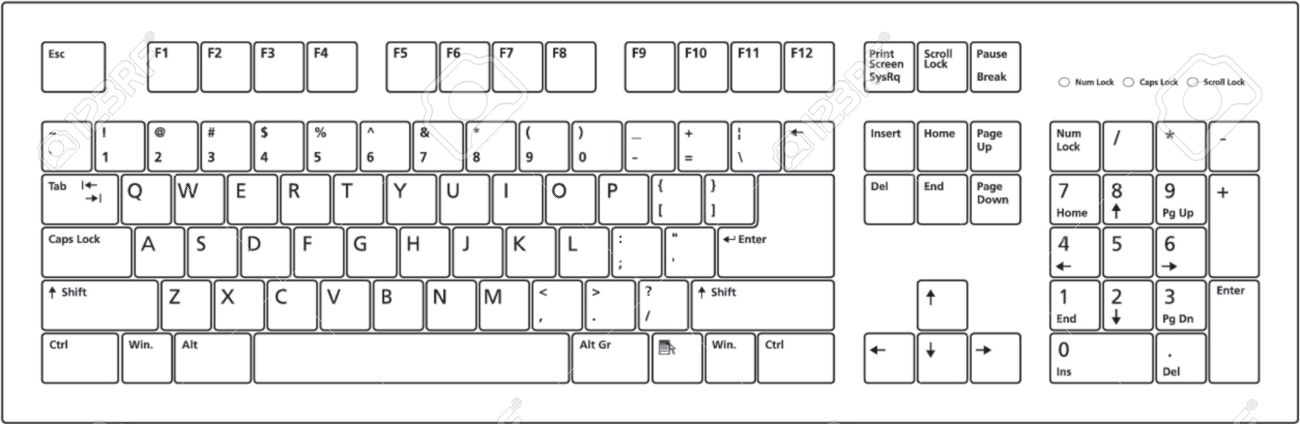 Esc F1 F2 F3 F4 F5 F6 F7 F8 F9 F10 F11 F12 Print Screen SysRq Scroll Lock Pause Break
Num Lock Caps Lock Scroll Lock
~ ! @ # $ % ^ & * ( ) _ + ¦ ←
` 1 2 3 4 5 6 7 8 9 0 - = \
Insert Home Page Up
Num Lock / * -
Tab Q W E R T Y U I O P { [ } ]
Del End Page Down
7 Home 8 ↑ 9 Pg Up +
Caps Lock A S D F G H J K L : ; " ' ↵ Enter
4 ← 5 6 →
↑ Shift Z X C V B N M < , > . ? / ↑ Shift
↑
1 End 2 ↓ 3 Pg Dn Enter
Ctrl Win. Alt Alt Gr Win. Ctrl
← ↓ →
0 Ins . Del
123RF